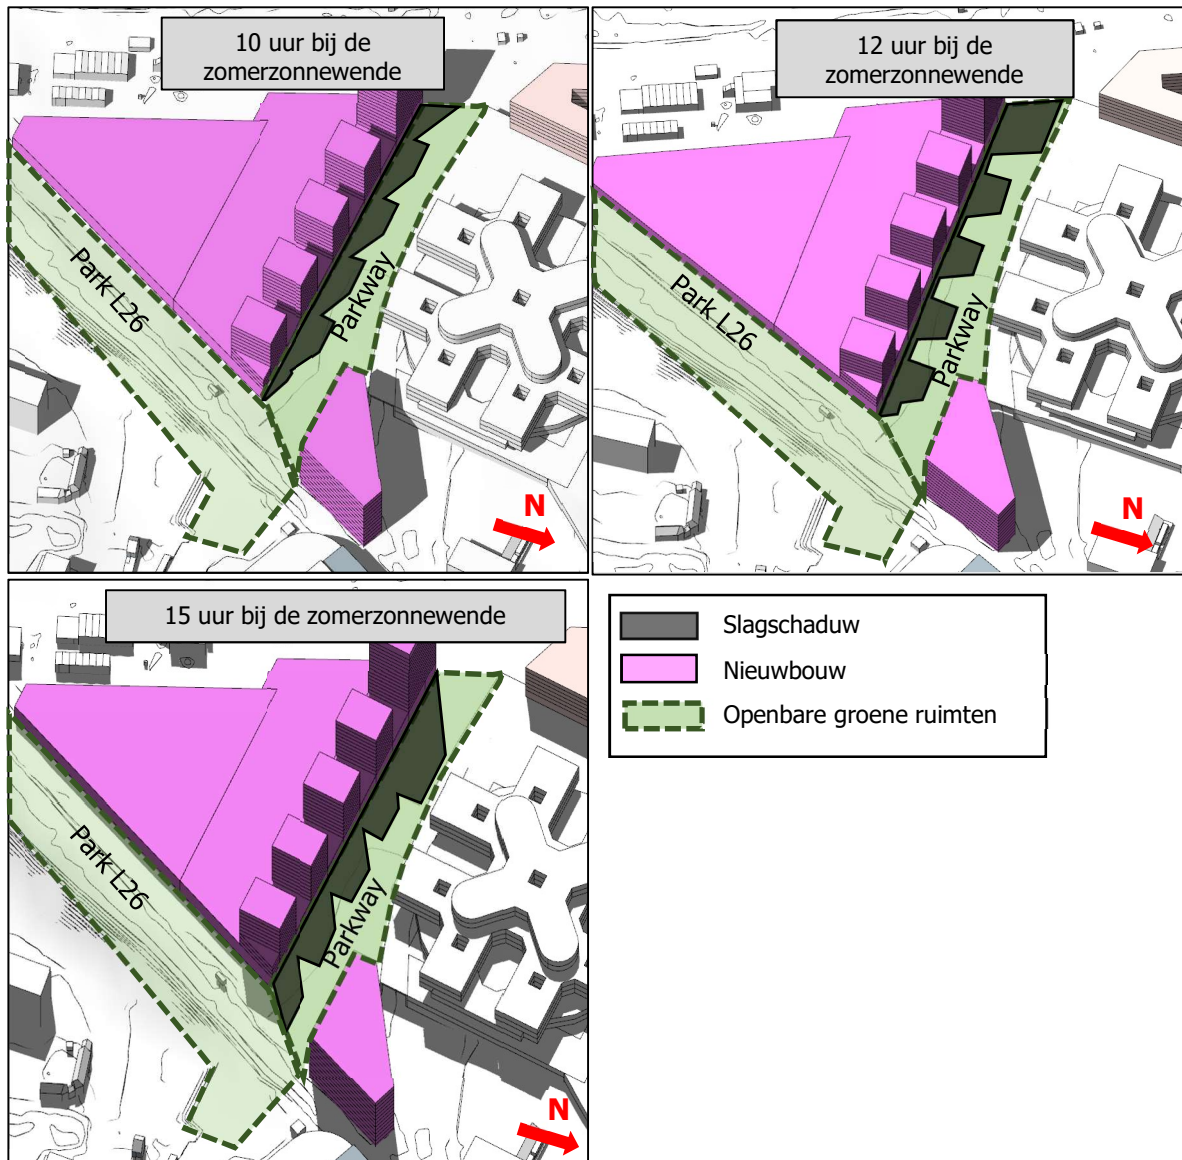 10 uur bij de
zomerzonnewende
Park L26
Parkway
N
12 uur bij de
zomerzonnewende
Park L26
Parkway
N
15 uur bij de zomerzonnewende
Park L26
Parkway
N
Slagschaduw
Nieuwbouw
Openbare groene ruimten